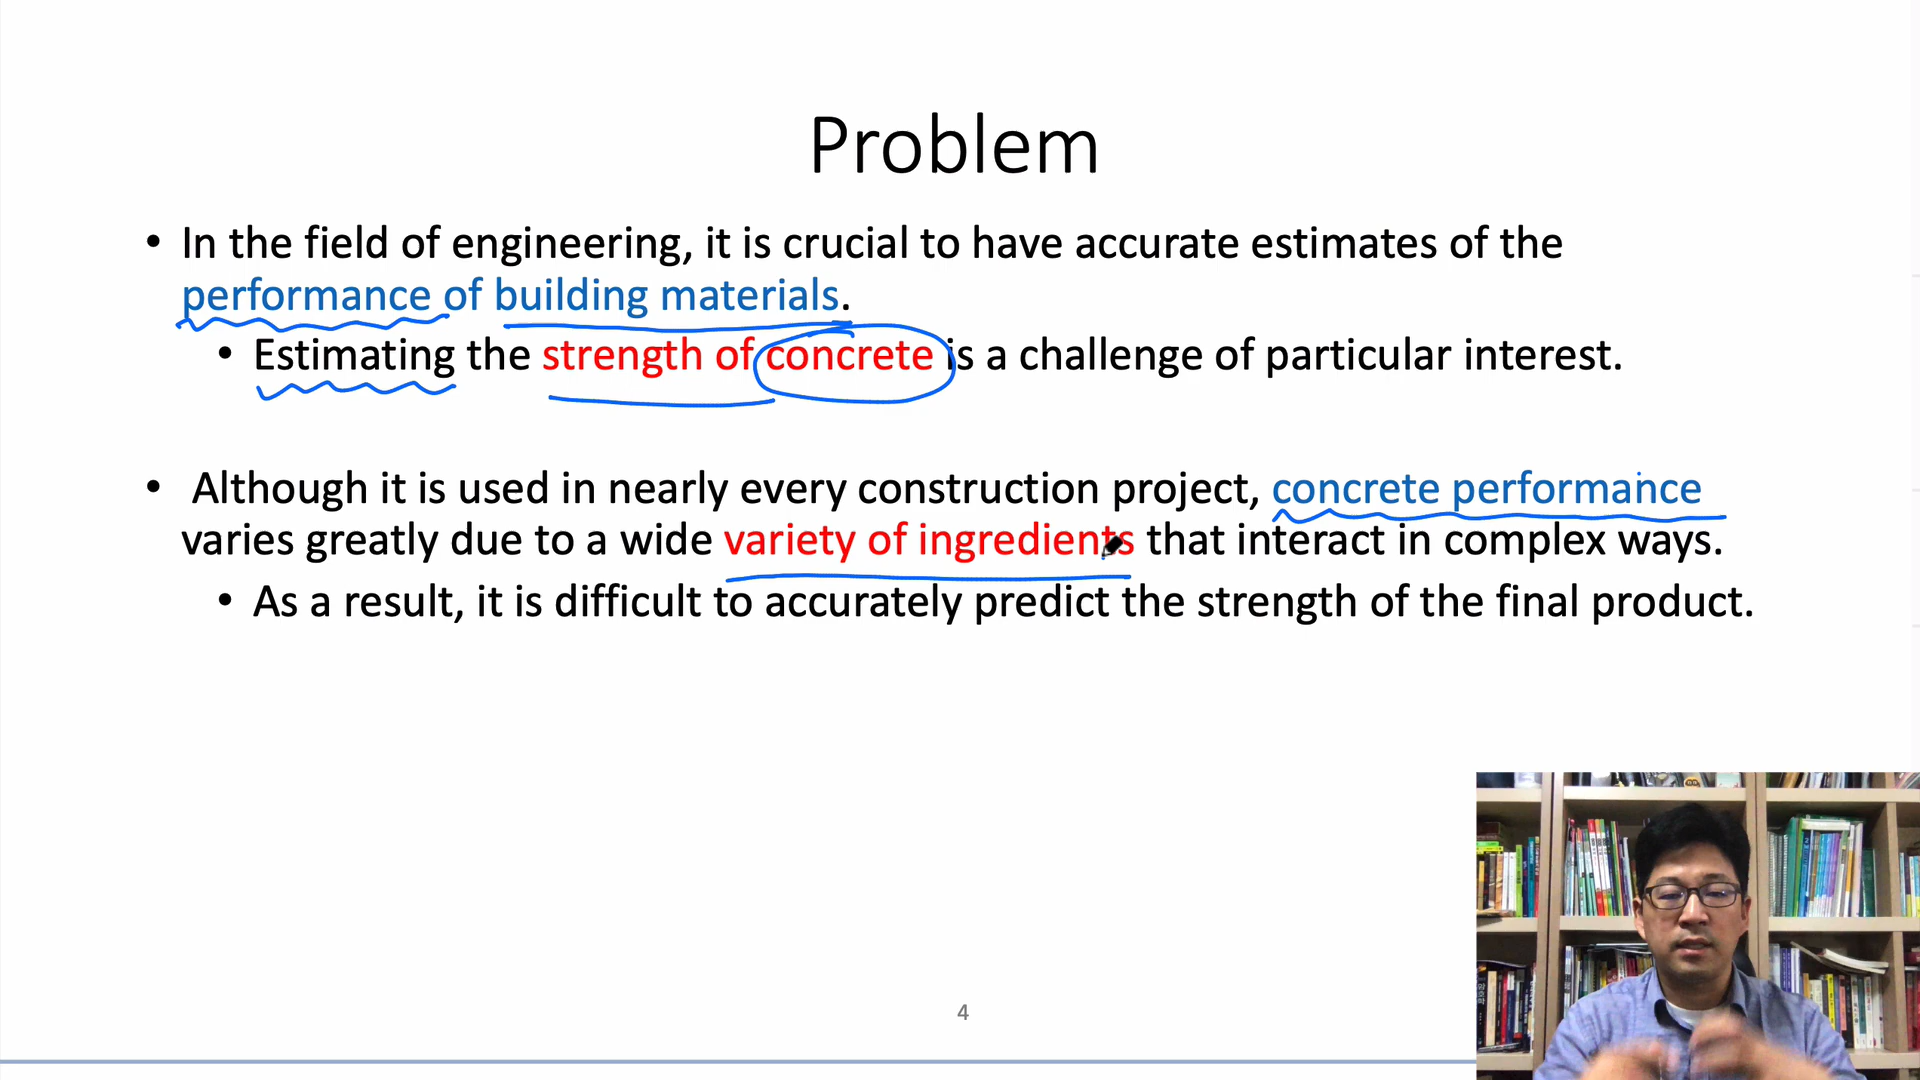 Problem
• In the field of engineering, it is crucial to have accurate estimates of the
performance of building materials.
• Estimating the strength of concrete is a challenge of particular interest.
• Although it is used in nearly every construction project, concrete performance
varies greatly due to a wide variety of ingredients that interact in complex ways.
• As a result, it is difficult to accurately predict the strength of the final product.
4